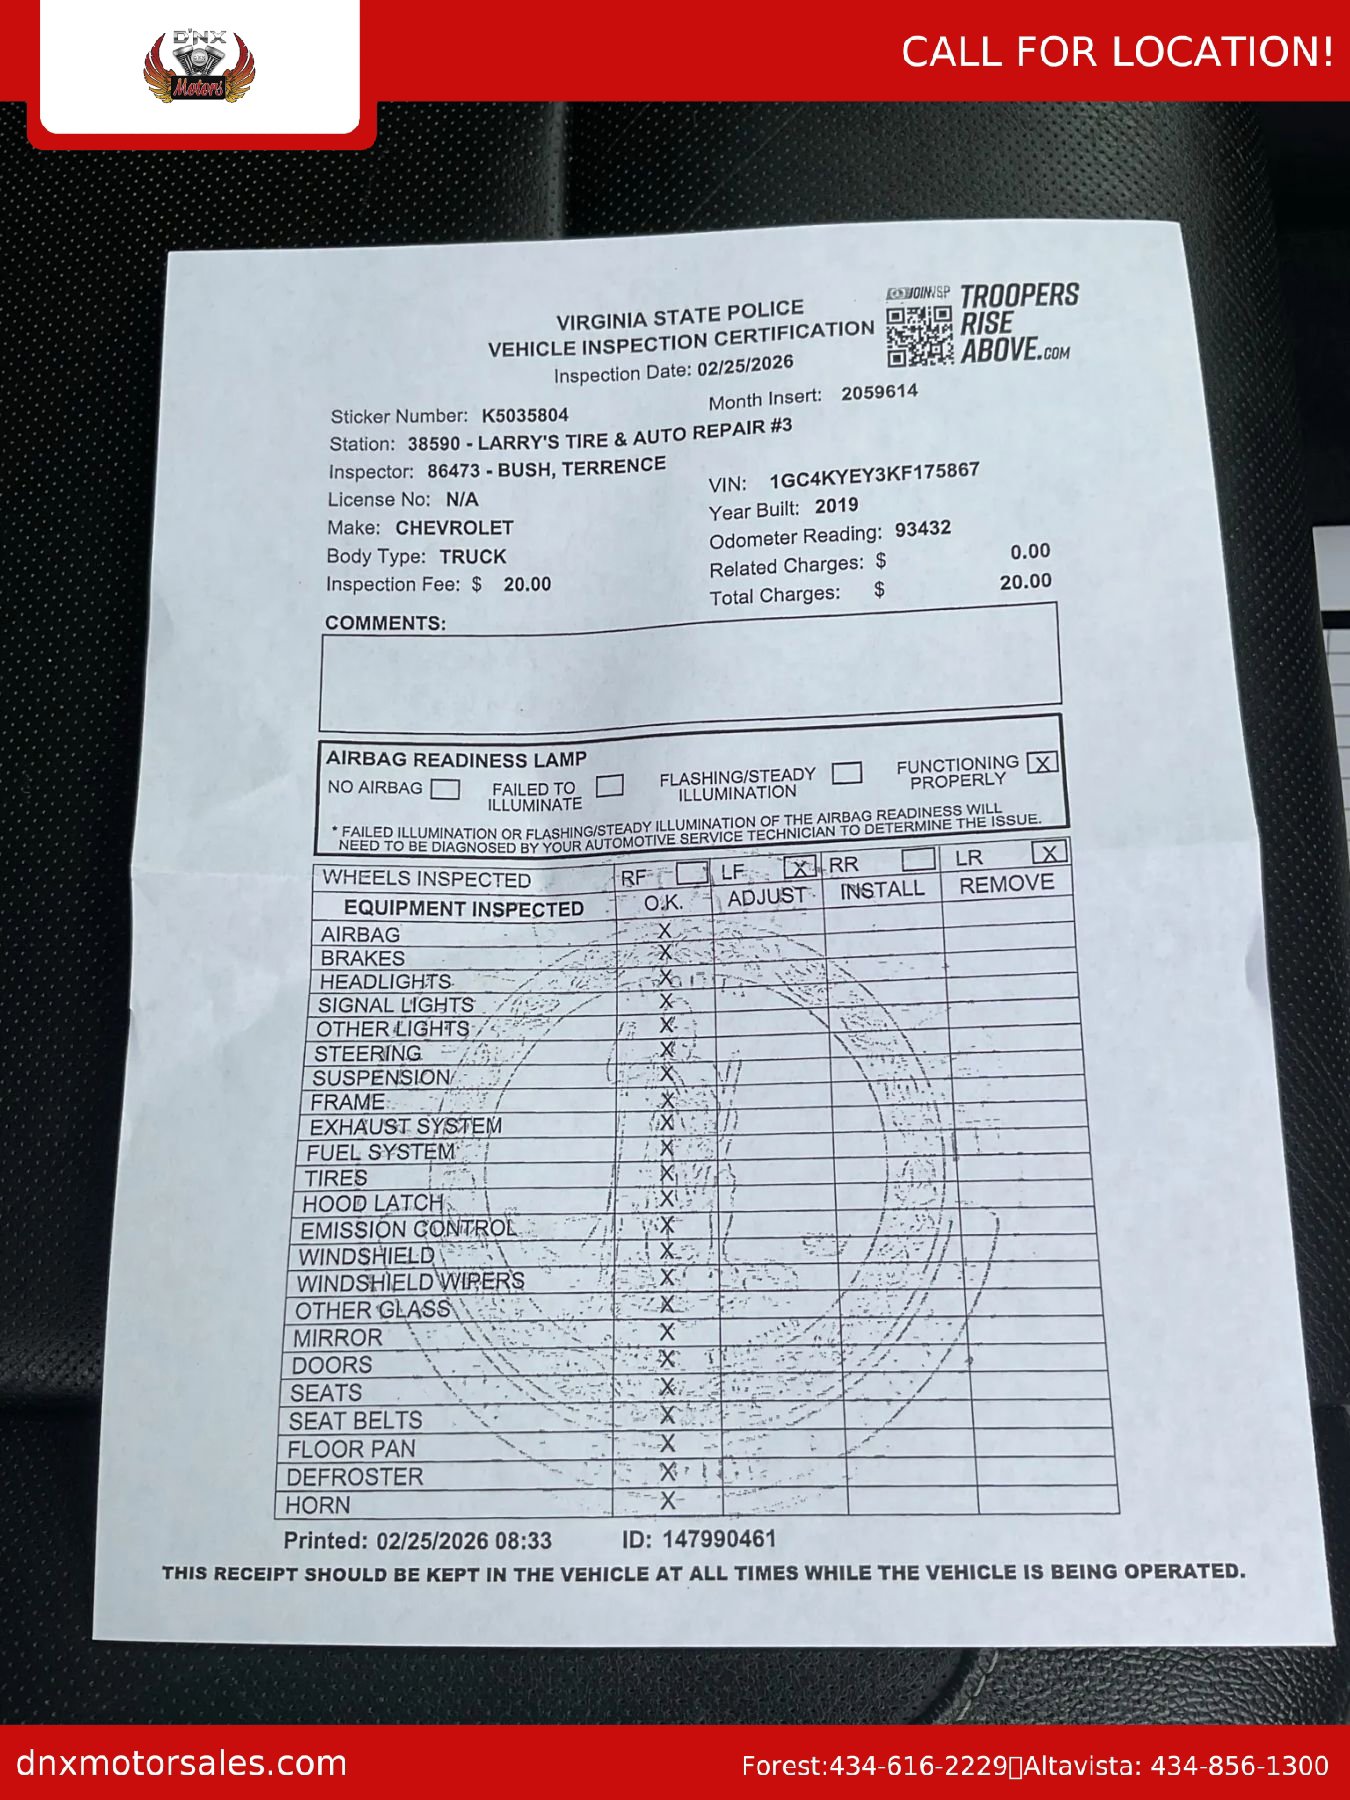 D'NX
Motors
CALL FOR LOCATION!
JOINVSP
TROOPERS
RISE
ABOVE.COM
VIRGINIA STATE POLICE
VEHICLE INSPECTION CERTIFICATION
Inspection Date: 02/25/2026
Sticker Number: K5035804 Month Insert: 2059614
Station: 38590 - LARRY'S TIRE & AUTO REPAIR #3
Inspector: 86473 - BUSH, TERRENCE VIN: 1GC4KYEY3KF175867
License No: N/A Year Built: 2019
Make: CHEVROLET Odometer Reading: 93432
Body Type: TRUCK Related Charges: $ 0.00
Inspection Fee: $ 20.00 Total Charges: $ 20.00
COMMENTS:
AIRBAG READINESS LAMP
NO AIRBAG FAILED TO ILLUMINATE FLASHING/STEADY ILLUMINATION FUNCTIONING PROPERLY X
* FAILED ILLUMINATION OR FLASHING/STEADY ILLUMINATION OF THE AIRBAG READINESS WILL
NEED TO BE DIAGNOSED BY YOUR AUTOMOTIVE SERVICE TECHNICIAN TO DETERMINE THE ISSUE.
WHEELS INSPECTED RF LF X RR LR X
EQUIPMENT INSPECTED O.K. ADJUST INSTALL REMOVE
AIRBAG X
BRAKES X
HEADLIGHTS X
SIGNAL LIGHTS X
OTHER LIGHTS X
STEERING X
SUSPENSION X
FRAME X
EXHAUST SYSTEM X
FUEL SYSTEM X
TIRES X
HOOD LATCH X
EMISSION CONTROL X
WINDSHIELD X
WINDSHIELD WIPERS X
OTHER GLASS X
MIRROR X
DOORS X
SEATS X
SEAT BELTS X
FLOOR PAN X
DEFROSTER X
HORN X
Printed: 02/25/2026 08:33 ID: 147990461
THIS RECEIPT SHOULD BE KEPT IN THE VEHICLE AT ALL TIMES WHILE THE VEHICLE IS BEING OPERATED.
dnxmotorsales.com
Forest:434-616-2229 Altavista: 434-856-1300